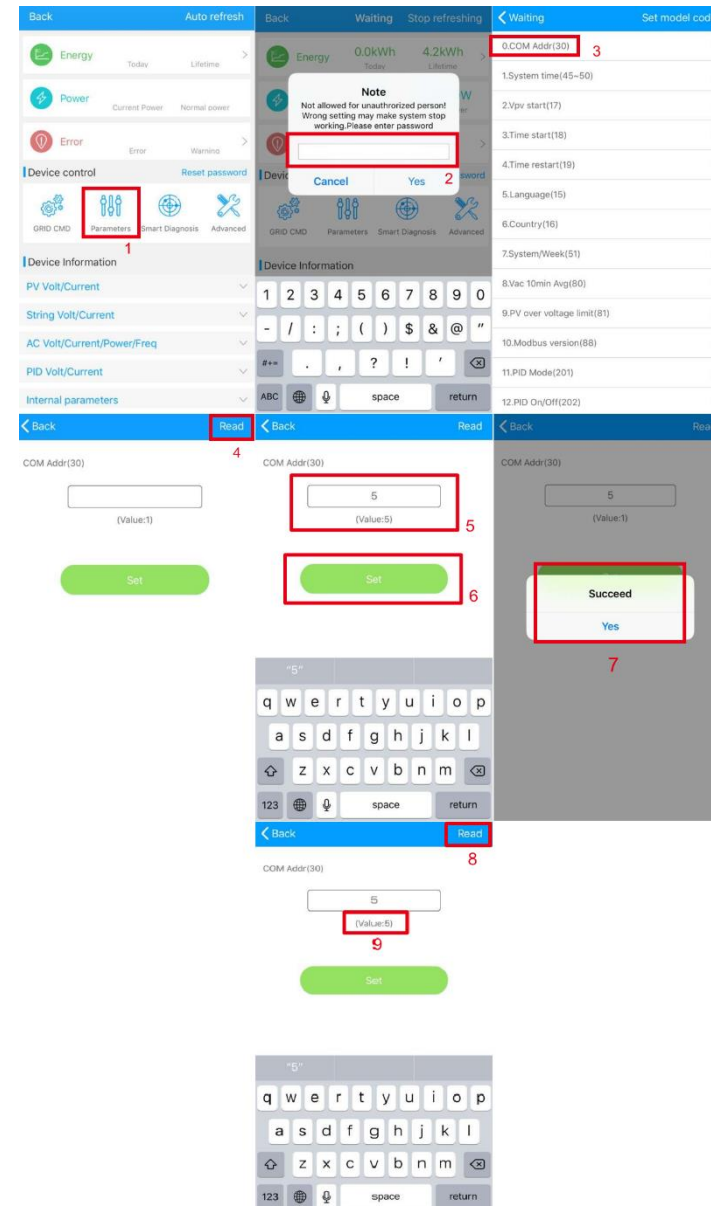 Back Auto refresh
Energy
Today Lifetime
Power
Current Power Normal power
Error
Error Warning
Device control Reset password
GRID CMD Parameters Smart Diagnosis Advanced
1
Device Information
PV Volt/Current
String Volt/Current
AC Volt/Current/Power/Freq
PID Volt/Current
Internal parameters
Back Waiting Stop refreshing
Energy 0.0kWh 4.2kWh
Today Lifetime
W
Note
Not allowed for unauthrorized person!
Wrong setting may make system stop
working.Please enter password
Cancel Yes
2
GRID CMD Parameters Smart Diagnosis Advanced
Device Information
1 2 3 4 5 6 7 8 9 0
- / : ; ( ) $ & @ "
#+= . , ? ! '
ABC space return
Waiting Set model cod
0.COM Addr(30)
3
1.System time(45~50)
2.Vpv start(17)
3.Time start(18)
4.Time restart(19)
5.Language(15)
6.Country(16)
7.System/Week(51)
8.Vac 10min Avg(80)
9.PV over voltage limit(81)
10.Modbus version(88)
11.PID Mode(201)
12.PID On/Off(202)
Back Read
4
COM Addr(30)
(Value:1)
Set
Back Read
COM Addr(30)
5
(Value:5)
5
Set
6
"5"
q w e r t y u i o p
a s d f g h j k l
z x c v b n m
123 space return
Back Rea
COM Addr(30)
5
(Value:1)
Succeed
Yes
7
Back Read
8
COM Addr(30)
5
(Value:5)
9
Set
"5"
q w e r t y u i o p
a s d f g h j k l
z x c v b n m
123 space return